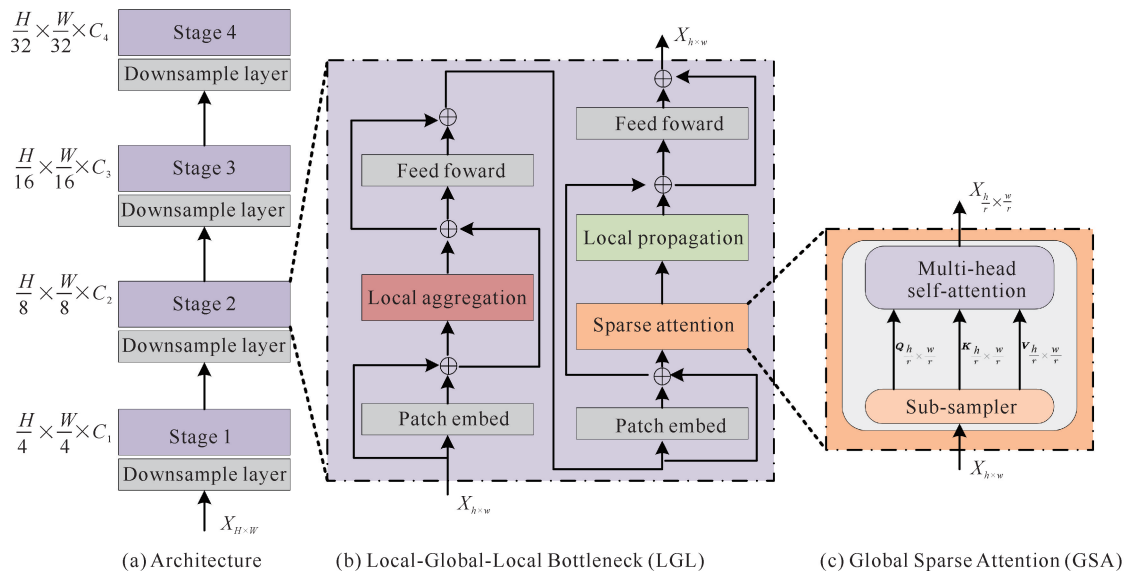 H/32 × W/32 × C₄
Stage 4
Downsample layer
H/16 × W/16 × C₃
Stage 3
Downsample layer
H/8 × W/8 × C₂
Stage 2
Downsample layer
H/4 × W/4 × C₁
Stage 1
Downsample layer
X_{H×W}
(a) Architecture
Feed foward
Local aggregation
Patch embed
X_{h×w}
X_{h×w}
Feed foward
Local propagation
Sparse attention
Patch embed
(b) Local-Global-Local Bottleneck (LGL)
X_{h/r × w/r}
Multi-head
self-attention
Q h/r × w/r
K h/r × w/r
V h/r × w/r
Sub-sampler
X_{h×w}
(c) Global Sparse Attention (GSA)